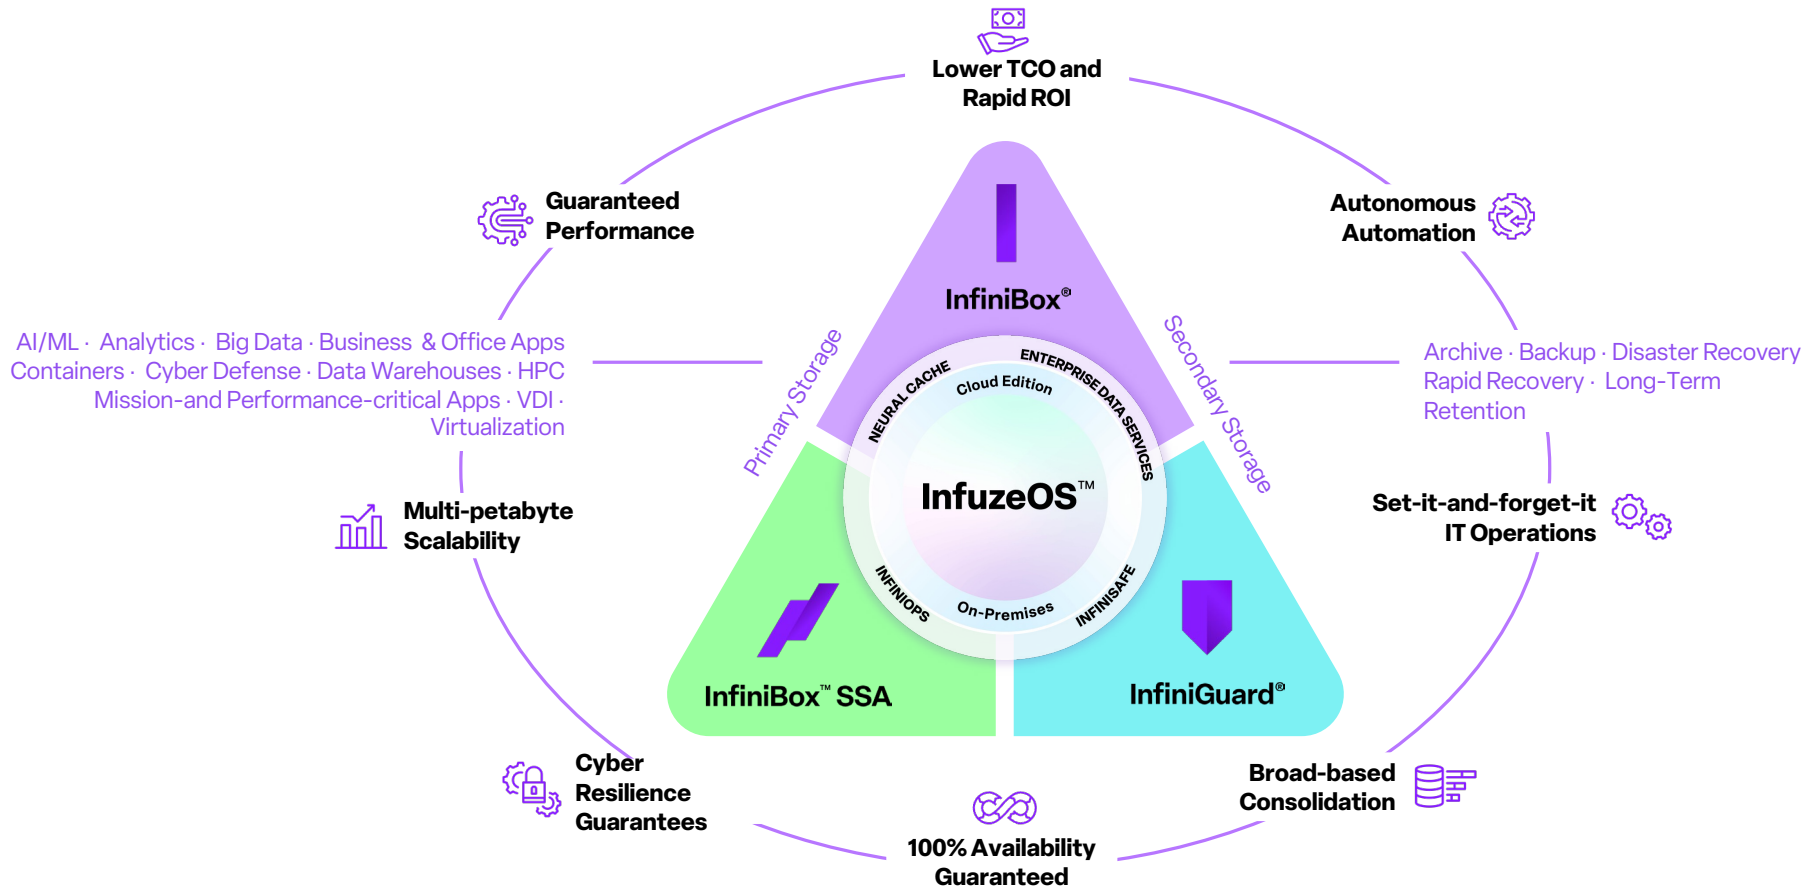 Lower TCO and
Rapid ROI
Guaranteed
Performance
Autonomous
Automation
InfiniBox®
AI/ML · Analytics · Big Data · Business & Office Apps
Containers · Cyber Defense · Data Warehouses · HPC
Mission-and Performance-critical Apps · VDI ·
Virtualization
Primary Storage
Secondary Storage
Archive · Backup · Disaster Recovery
Rapid Recovery · Long-Term
Retention
NEURAL CACHE
ENTERPRISE DATA SERVICES
Cloud Edition
InfuzeOS™
On-Premises
INFINIOPS
INFINISAFE
Multi-petabyte
Scalability
Set-it-and-forget-it
IT Operations
InfiniBox™ SSA
InfiniGuard®
Cyber
Resilience
Guarantees
Broad-based
Consolidation
100% Availability
Guaranteed